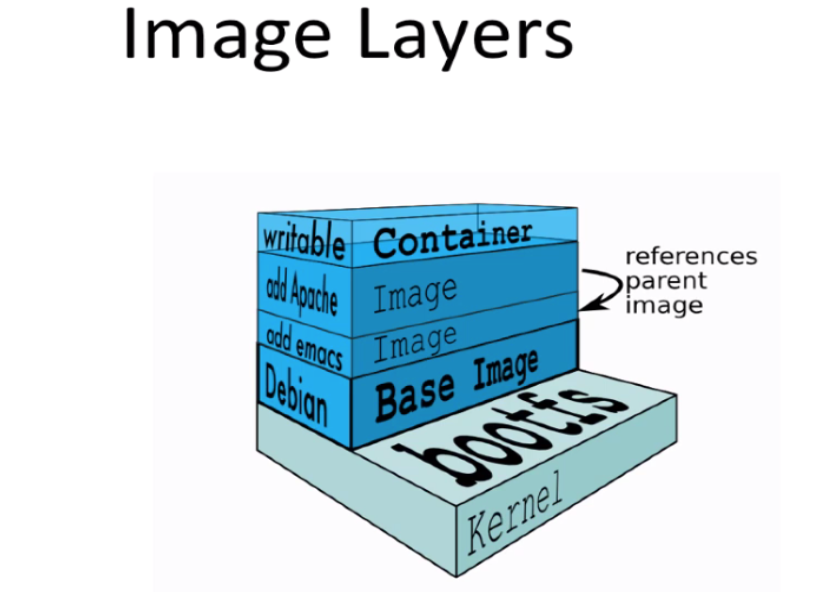 Image Layers
writable Container
add Apache Image
add emacs Image
Debian Base Image
references
parent
image
bootfs
Kernel